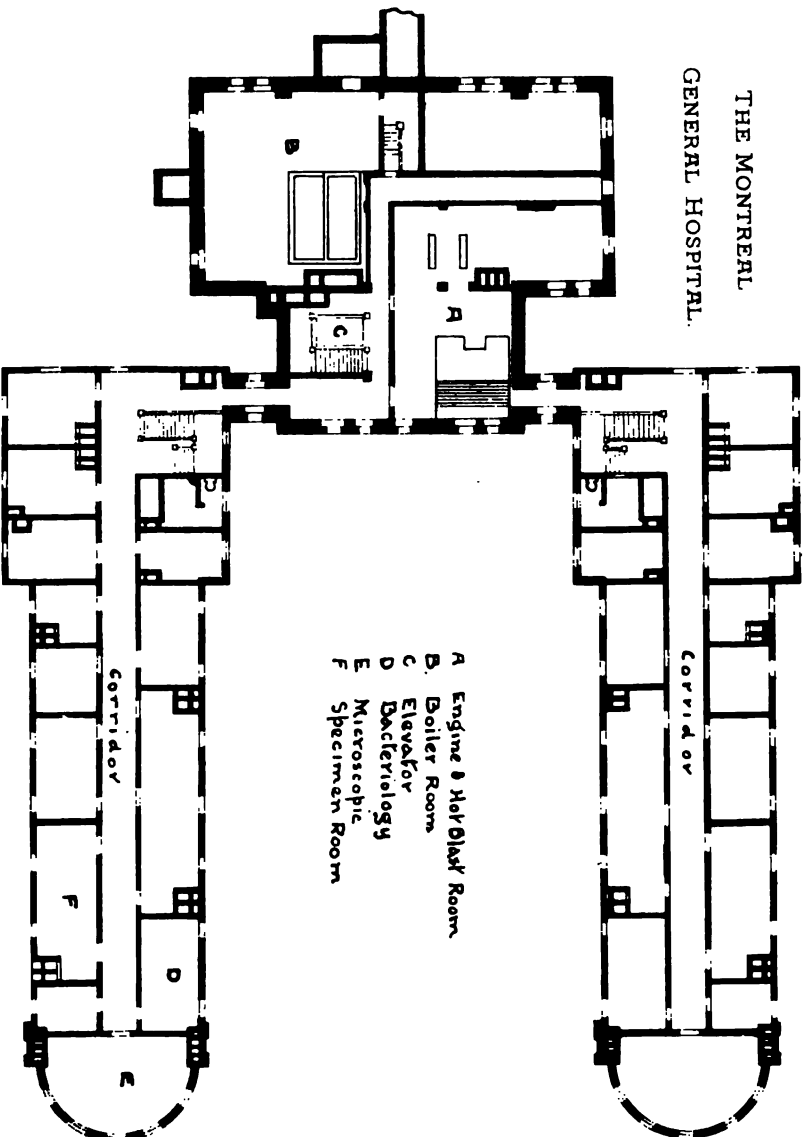 THE MONTREAL
GENERAL HOSPITAL.
A Engine & Hot Blast Room
B. Boiler Room
C Elevator
D Bacteriology
E Microscopic
F Specimen Room
Corridor
Corridor
A
B
C
D
E
F